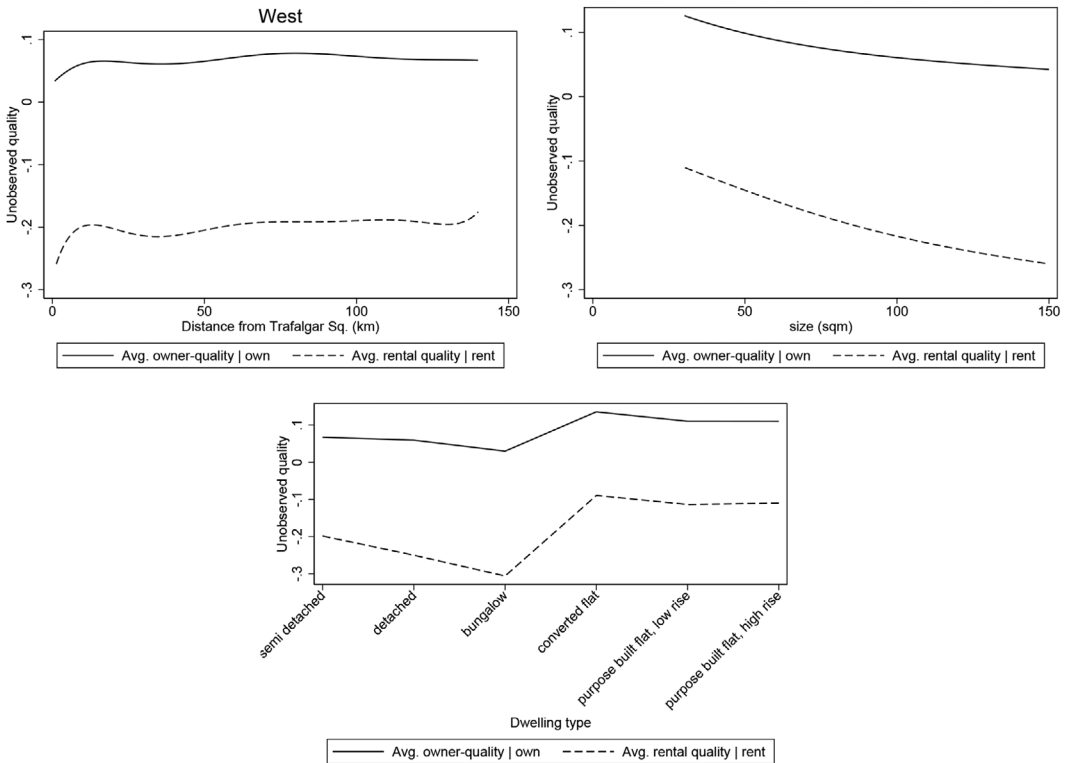 West
Unobserved quality
.1
0
-.1
-.2
-.3
0 50 100 150
Distance from Trafalgar Sq. (km)
Avg. owner-quality | own Avg. rental quality | rent
Unobserved quality
.1
0
-.1
-.2
-.3
0 50 100 150
size (sqm)
Avg. owner-quality | own Avg. rental quality | rent
Unobserved quality
.1
0
-.1
-.2
-.3
semi detached
detached
bungalow
converted flat
purpose built flat, low rise
purpose built flat, high rise
Dwelling type
Avg. owner-quality | own Avg. rental quality | rent